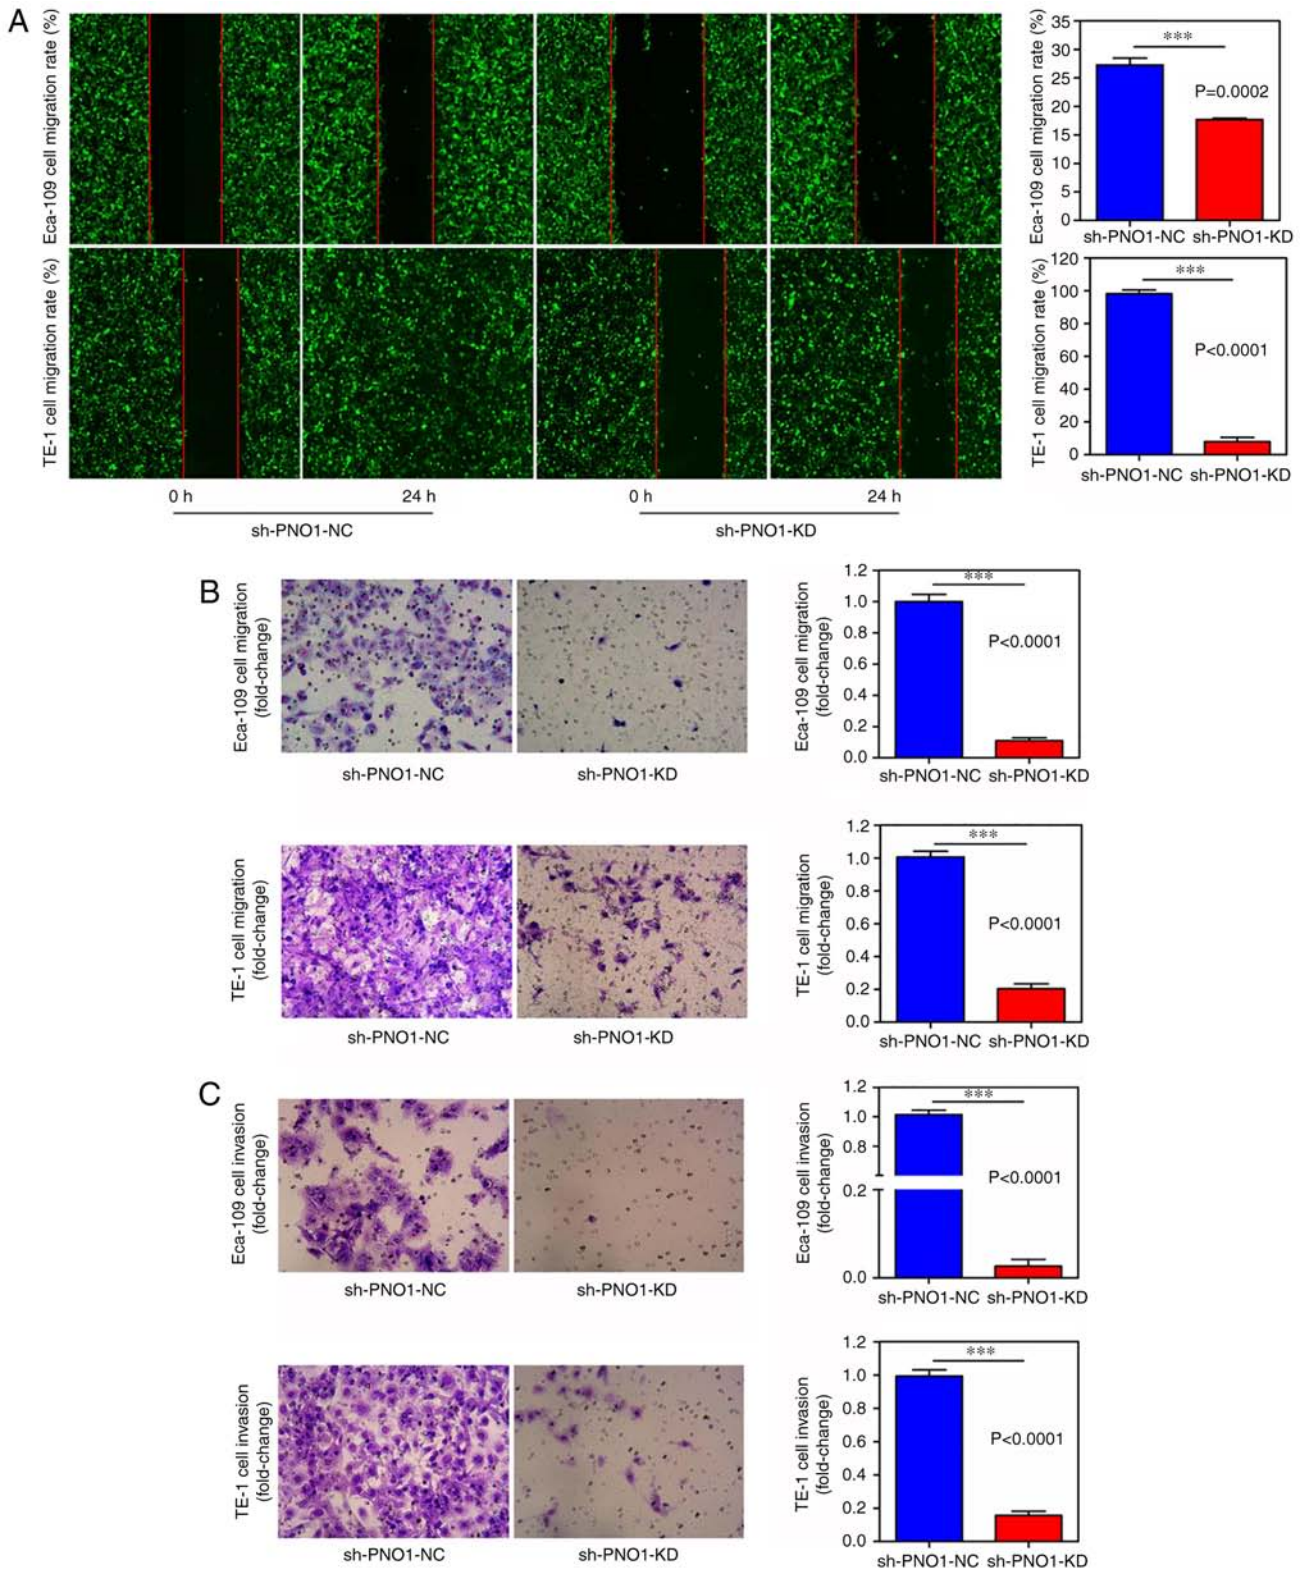 A
Eca-109 cell migration rate (%)
TE-1 cell migration rate (%)
0 h
24 h
0 h
24 h
sh-PNO1-NC
sh-PNO1-KD
Eca-109 cell migration rate (%)
35
30
25
20
15
10
5
0
***
P=0.0002
sh-PNO1-NC
sh-PNO1-KD
TE-1 cell migration rate (%)
120
100
80
60
40
20
0
***
P<0.0001
sh-PNO1-NC
sh-PNO1-KD
B
Eca-109 cell migration
(fold-change)
sh-PNO1-NC
sh-PNO1-KD
Eca-109 cell migration
(fold-change)
1.2
1.0
0.8
0.6
0.4
0.2
0.0
***
P<0.0001
sh-PNO1-NC
sh-PNO1-KD
TE-1 cell migration
(fold-change)
sh-PNO1-NC
sh-PNO1-KD
TE-1 cell migration
(fold-change)
1.2
1.0
0.8
0.6
0.4
0.2
0.0
***
P<0.0001
sh-PNO1-NC
sh-PNO1-KD
C
Eca-109 cell invasion
(fold-change)
sh-PNO1-NC
sh-PNO1-KD
Eca-109 cell invasion
(fold-change)
1.2
1.0
0.8
0.2
0.0
***
P<0.0001
sh-PNO1-NC
sh-PNO1-KD
TE-1 cell invasion
(fold-change)
sh-PNO1-NC
sh-PNO1-KD
TE-1 cell invasion
(fold-change)
1.2
1.0
0.8
0.6
0.4
0.2
0.0
***
P<0.0001
sh-PNO1-NC
sh-PNO1-KD